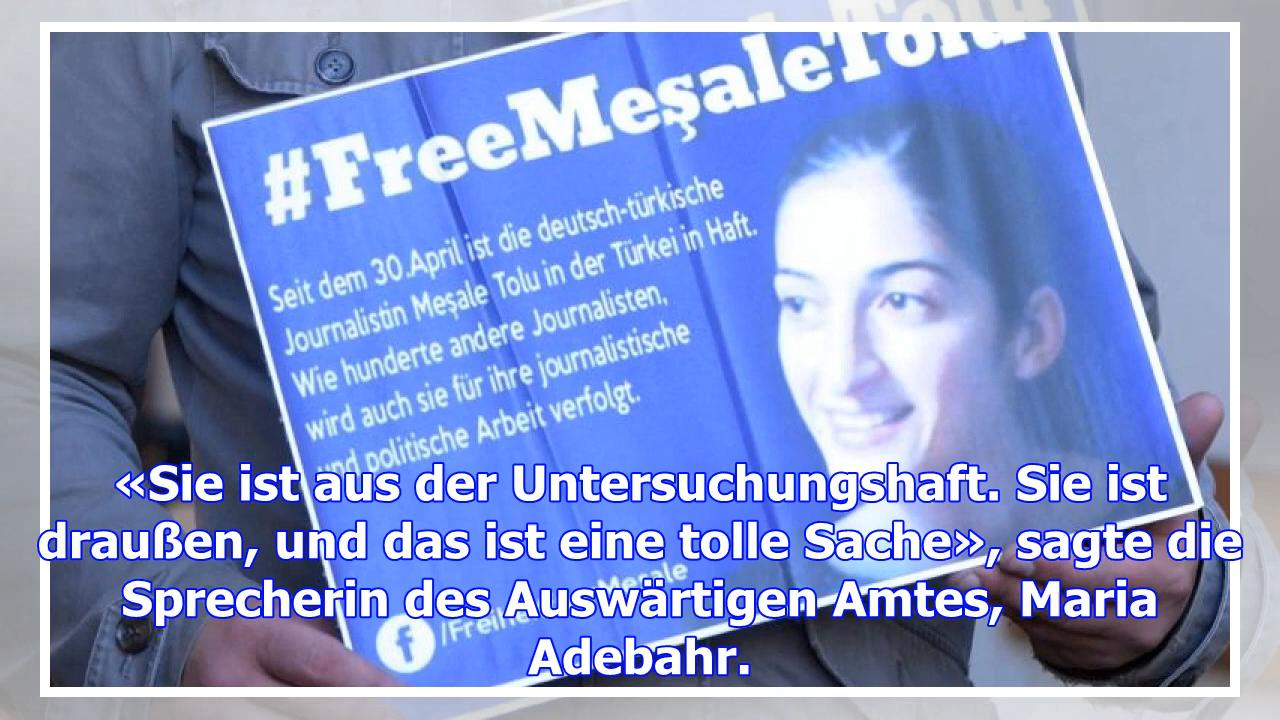 #FreeMeşaleTolu
Seit dem 30.April ist die deutsch-türkische
Journalistin Meşale Tolu in der Türkei in Haft.
Wie hunderte andere Journalisten,
wird auch sie für ihre journalistische
und politische Arbeit verfolgt.
«Sie ist aus der Untersuchungshaft. Sie ist
draußen, und das ist eine tolle Sache», sagte die
Sprecherin des Auswärtigen Amtes, Maria
Adebahr.